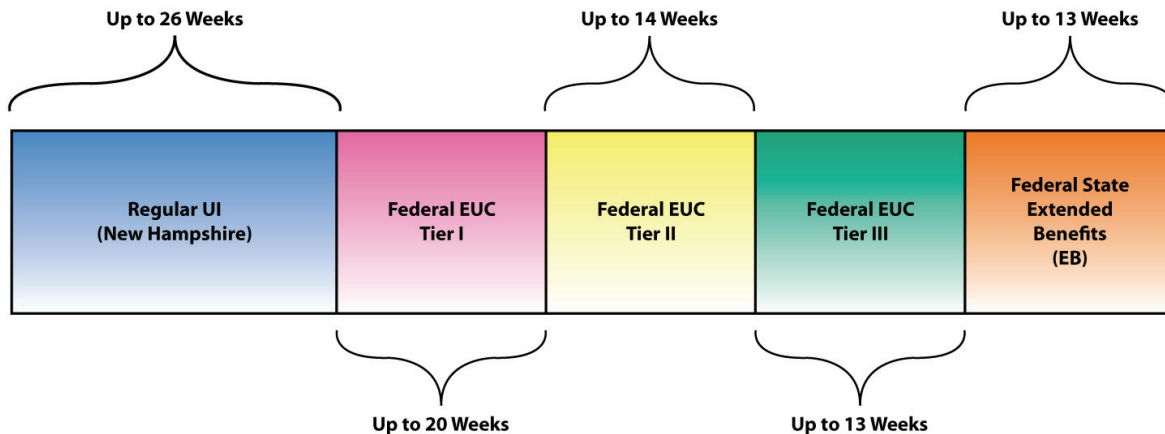 Up to 26 Weeks
Up to 14 Weeks
Up to 13 Weeks
Regular UI
(New Hampshire)
Federal EUC
Tier I
Federal EUC
Tier II
Federal EUC
Tier III
Federal State
Extended
Benefits
(EB)
Up to 20 Weeks
Up to 13 Weeks